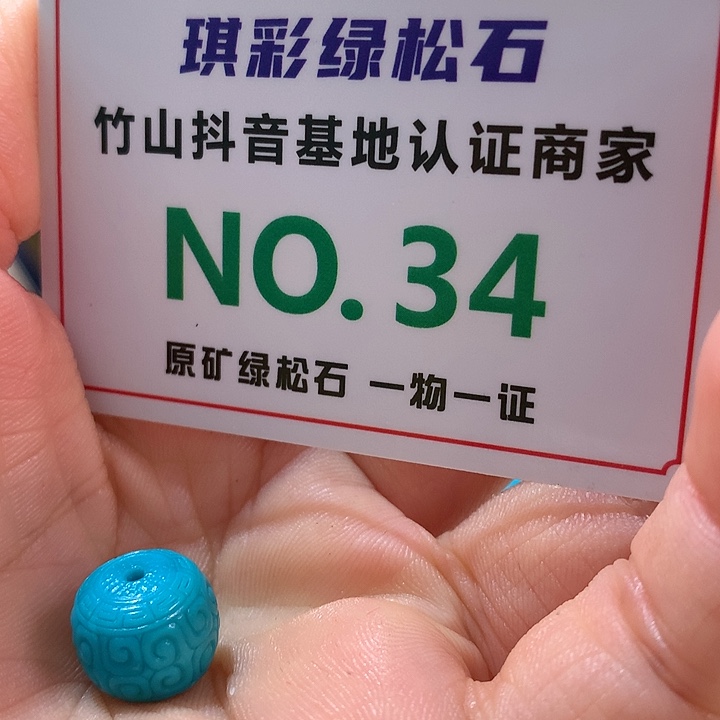 琪彩绿松石
竹山抖音基地认证商家
NO. 34
原矿绿松石 一物一证